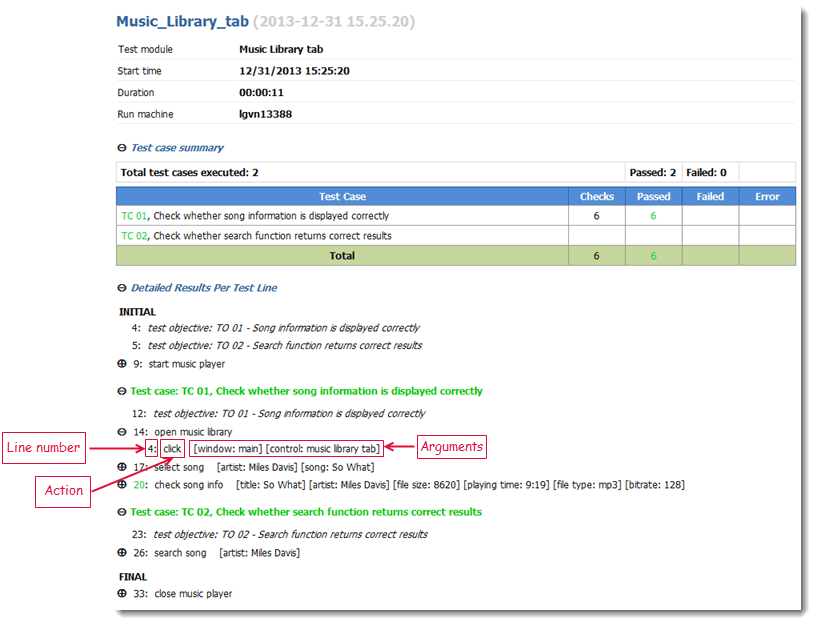 Music_Library_tab (2013-12-31 15.25.20)
Test module Music Library tab
Start time 12/31/2013 15:25:20
Duration 00:00:11
Run machine lgvn13388
Test case summary
Total test cases executed: 2 Passed: 2 Failed: 0
Test Case Checks Passed Failed Error
TC 01, Check whether song information is displayed correctly 6 6
TC 02, Check whether search function returns correct results
Total 6 6
Detailed Results Per Test Line
INITIAL
4: test objective: TO 01 - Song information is displayed correctly
5: test objective: TO 02 - Search function returns correct results
9: start music player
Test case: TC 01, Check whether song information is displayed correctly
12: test objective: TO 01 - Song information is displayed correctly
14: open music library
Line number 4: click [window: main] [control: music library tab] Arguments
17: select song [artist: Miles Davis] [song: So What]
Action 20: check song info [title: So What] [artist: Miles Davis] [file size: 8620] [playing time: 9:19] [file type: mp3] [bitrate: 128]
Test case: TC 02, Check whether search function returns correct results
23: test objective: TO 02 - Search function returns correct results
26: search song [artist: Miles Davis]
FINAL
33: close music player